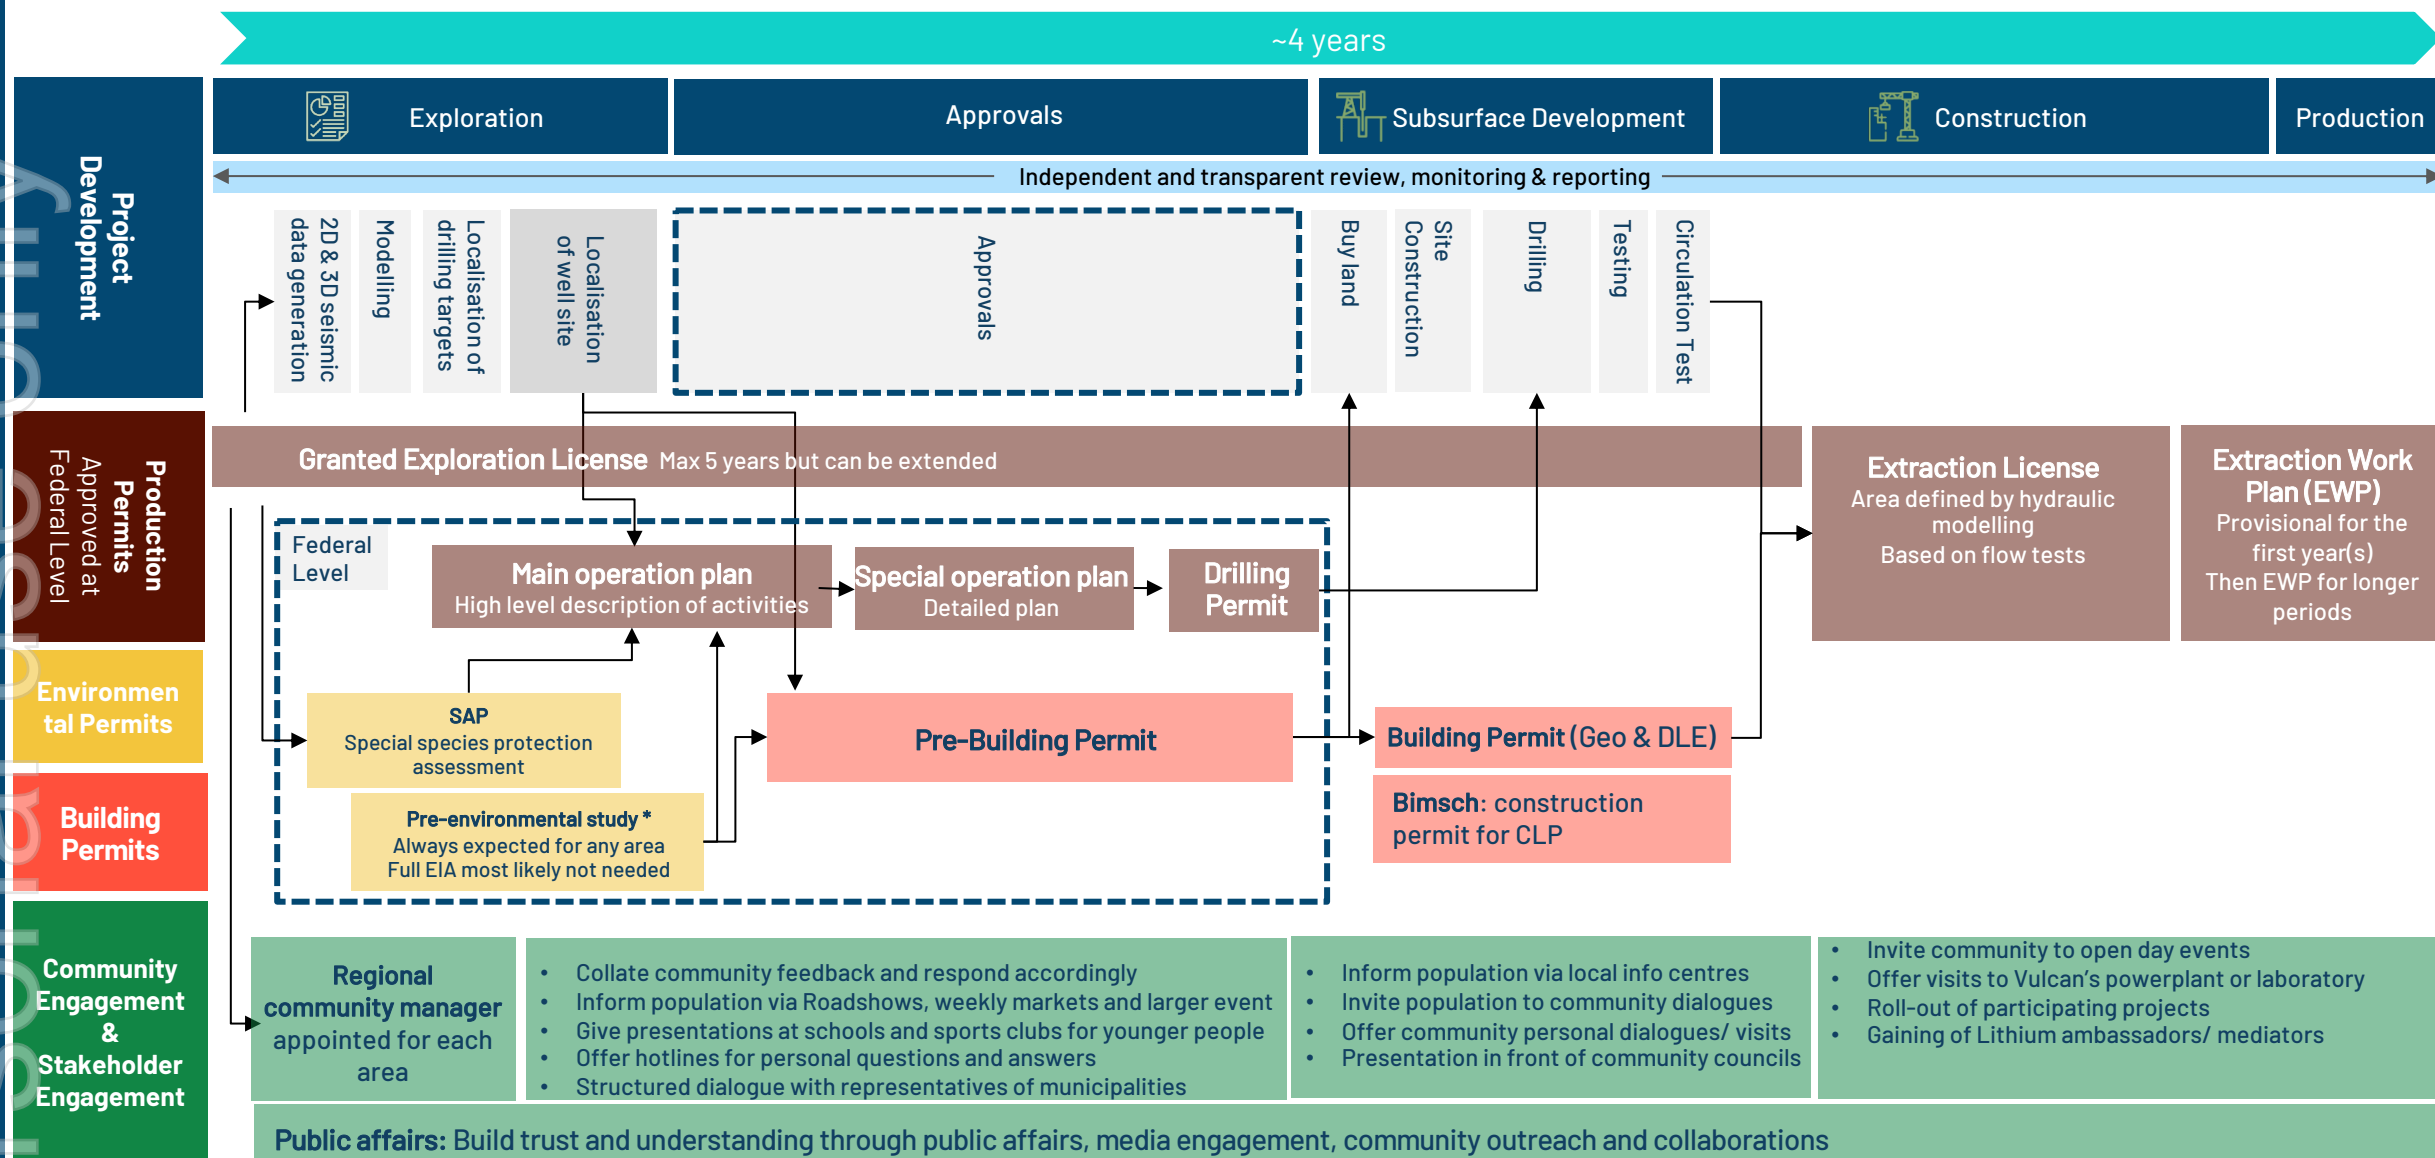 ~4 years
Exploration
Approvals
Subsurface Development
Construction
Production
Independent and transparent review, monitoring & reporting
Project
Development
2D & 3D seismic
data generation
Modelling
Localisation of
drilling targets
Localisation
of well site
Approvals
Buy land
Site
Construction
Drilling
Testing
Circulation Test
Production
Permits
Approved at
Federal Level
Granted Exploration License Max 5 years but can be extended
Extraction License
Area defined by hydraulic
modelling
Based on flow tests
Extraction Work
Plan (EWP)
Provisional for the
first year(s)
Then EWP for longer
periods
Federal
Level
Main operation plan
High level description of activities
Special operation plan
Detailed plan
Drilling
Permit
Environmen
tal Permits
SAP
Special species protection
assessment
Pre-Building Permit
Building Permit (Geo & DLE)
Building
Permits
Pre-environmental study *
Always expected for any area
Full EIA most likely not needed
Bimsch: construction
permit for CLP
Community
Engagement
&
Stakeholder
Engagement
Regional
community manager
appointed for each
area
• Collate community feedback and respond accordingly
• Inform population via Roadshows, weekly markets and larger event
• Give presentations at schools and sports clubs for younger people
• Offer hotlines for personal questions and answers
• Structured dialogue with representatives of municipalities
• Inform population via local info centres
• Invite population to community dialogues
• Offer community personal dialogues/ visits
• Presentation in front of community councils
• Invite community to open day events
• Offer visits to Vulcan's powerplant or laboratory
• Roll-out of participating projects
• Gaining of Lithium ambassadors/ mediators
Public affairs: Build trust and understanding through public affairs, media engagement, community outreach and collaborations